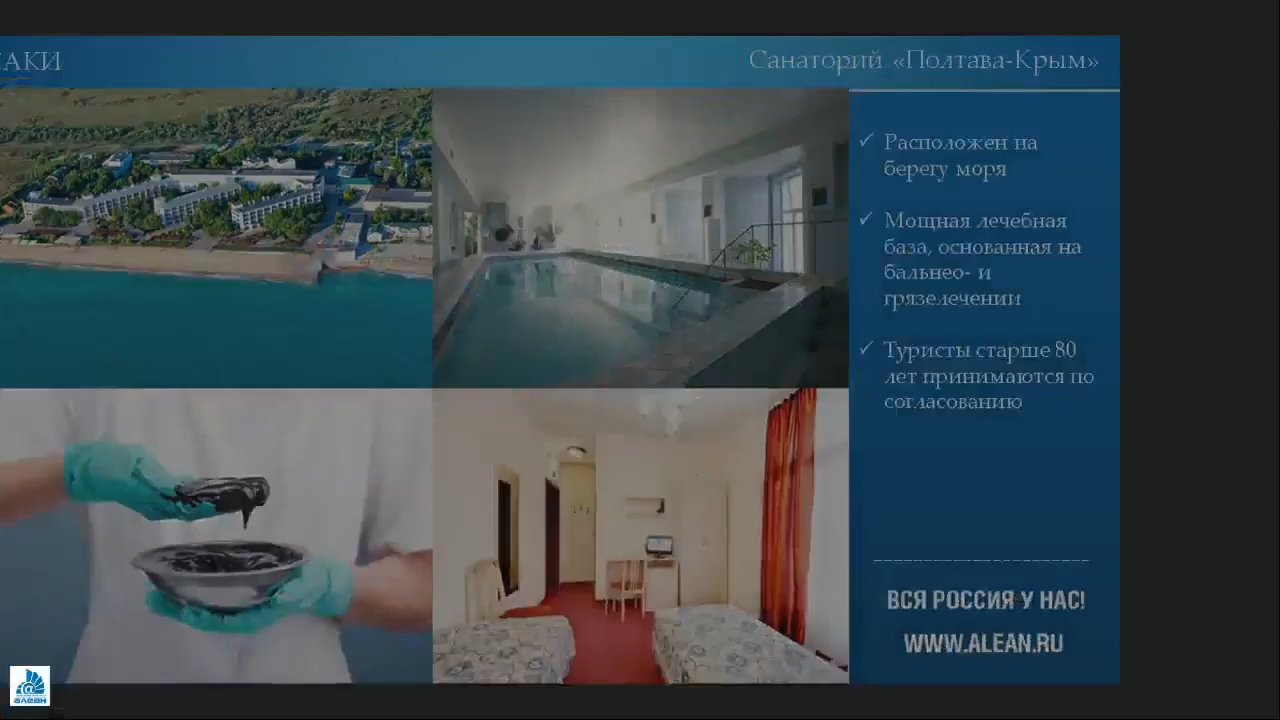 АКИ
Санаторий «Полтава-Крым»
Расположен на
берегу моря
Мощная лечебная
база, основанная на
бальнео- и
грязелечении
Туристы старше 80
лет принимаются по
согласованию
ВСЯ РОССИЯ У НАС!
WWW.ALEAN.RU
АЛЕАН